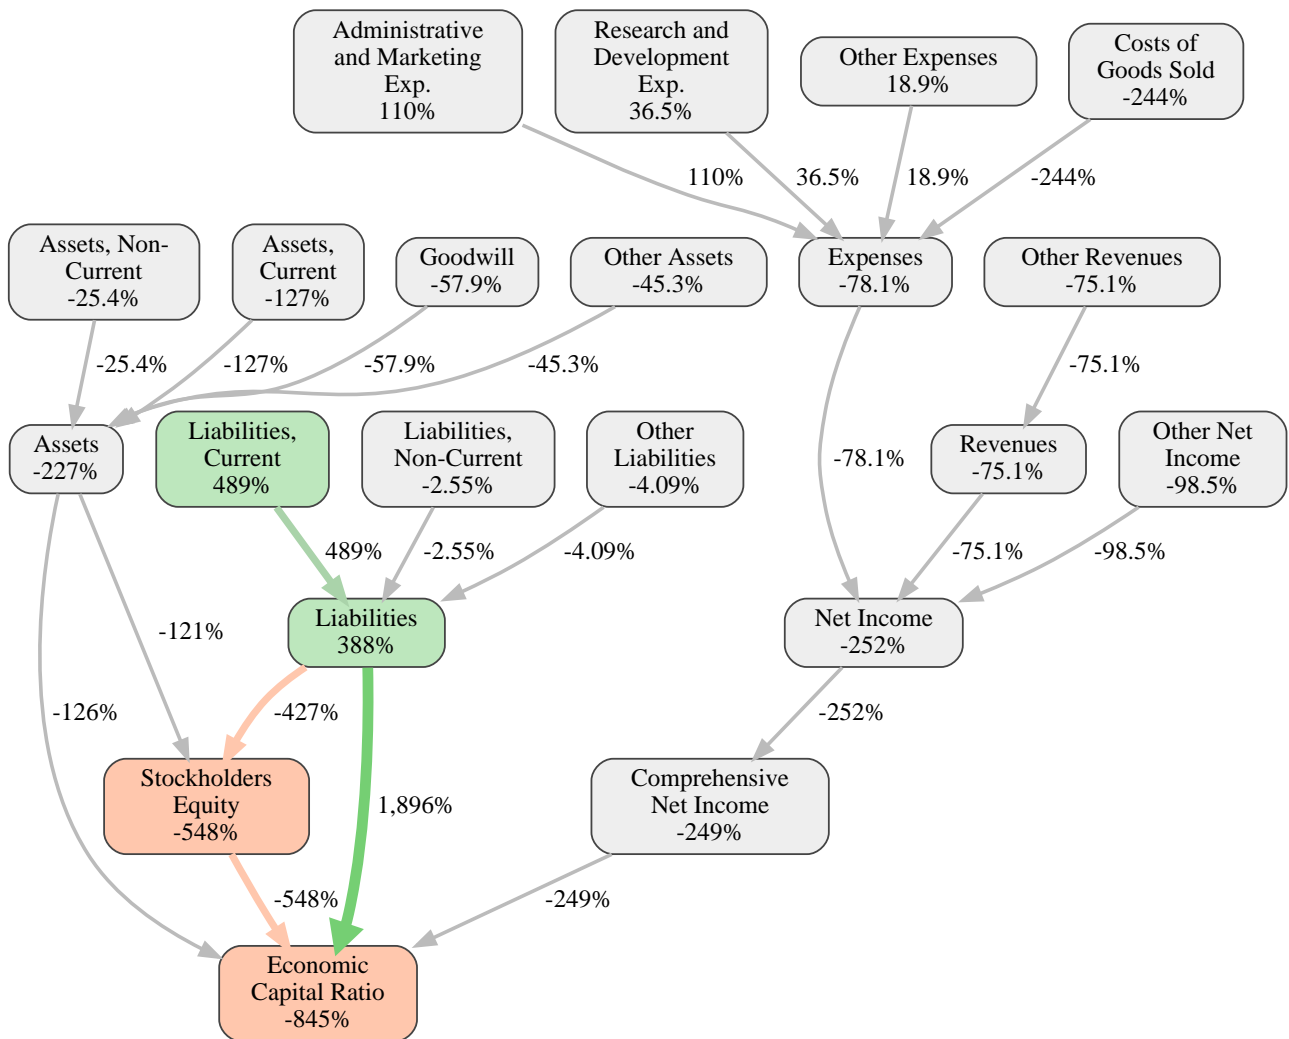 Administrative
and Marketing
Exp.
110%
Research and
Development
Exp.
36.5%
Other Expenses
18.9%
Costs of
Goods Sold
-244%
110%
36.5%
18.9%
-244%
Assets, Non-
Current
-25.4%
Assets,
Current
-127%
Goodwill
-57.9%
Other Assets
-45.3%
Expenses
-78.1%
Other Revenues
-75.1%
-25.4%
-127%
-57.9%
-45.3%
-75.1%
Assets
-227%
Liabilities,
Current
489%
Liabilities,
Non-Current
-2.55%
Other
Liabilities
-4.09%
-78.1%
Revenues
-75.1%
Other Net
Income
-98.5%
489%
-2.55%
-4.09%
-75.1%
-98.5%
Liabilities
388%
Net Income
-252%
-121%
-126%
-427%
-252%
Stockholders
Equity
-548%
1,896%
Comprehensive
Net Income
-249%
-548%
-249%
Economic
Capital Ratio
-845%